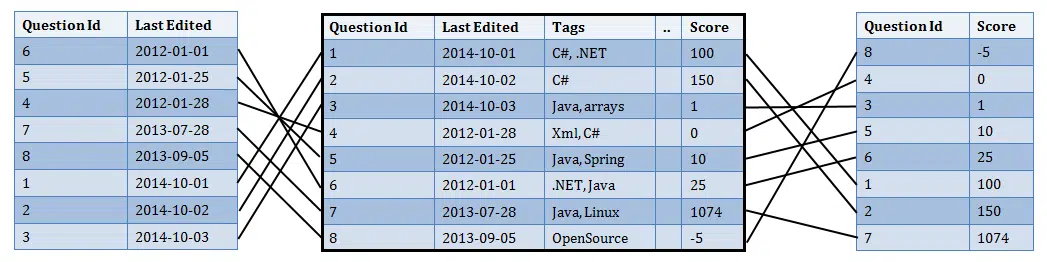 Question Id Last Edited
6 2012-01-01
5 2012-01-25
4 2012-01-28
7 2013-07-28
8 2013-09-05
1 2014-10-01
2 2014-10-02
3 2014-10-03
Question Id Last Edited Tags .. Score
1 2014-10-01 C#, .NET 100
2 2014-10-02 C# 150
3 2014-10-03 Java, arrays 1
4 2012-01-28 Xml, C# 0
5 2012-01-25 Java, Spring 10
6 2012-01-01 .NET, Java 25
7 2013-07-28 Java, Linux 1074
8 2013-09-05 OpenSource -5
Question Id Score
8 -5
4 0
3 1
5 10
6 25
1 100
2 150
7 1074